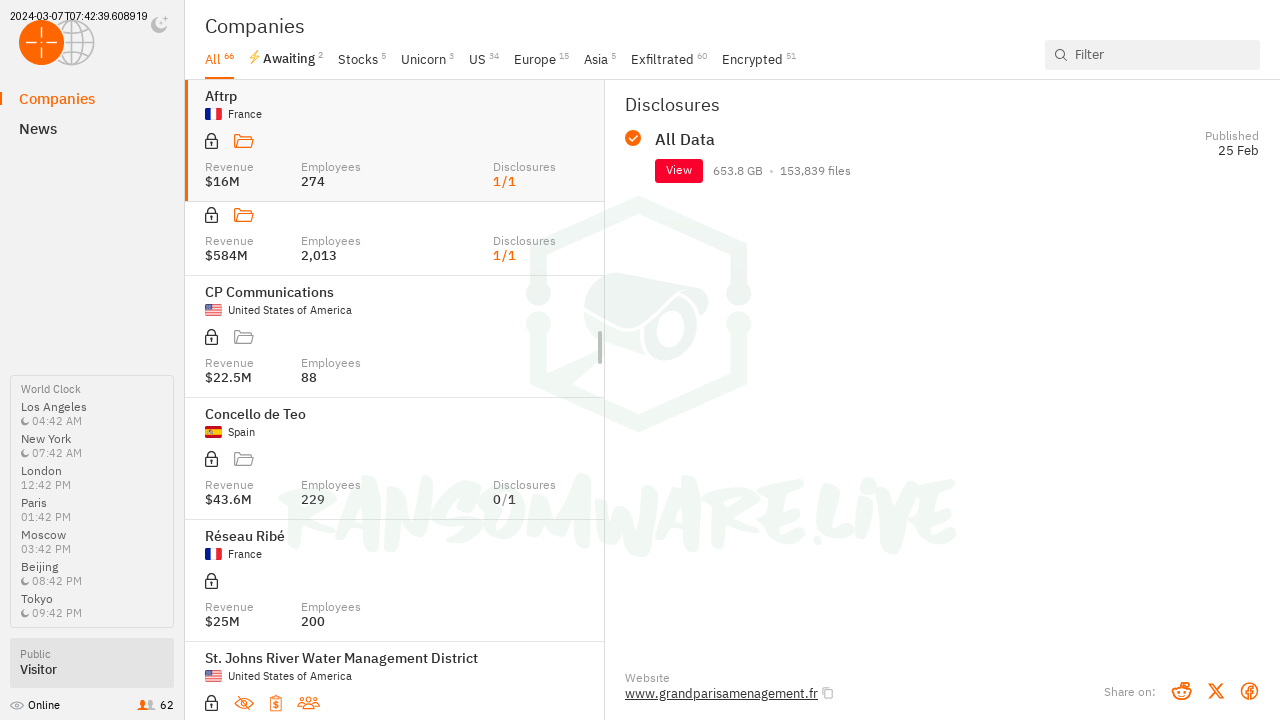 2024-03-07T07:42:39.608919
Companies
News
World Clock
Los Angeles
04:42 AM
New York
07:42 AM
London
12:42 PM
Paris
01:42 PM
Moscow
03:42 PM
Beijing
08:42 PM
Tokyo
09:42 PM
Public
Visitor
Online 62
Companies
All 66 Awaiting 2 Stocks 5 Unicorn 3 US 34 Europe 15 Asia 5 Exfiltrated 60 Encrypted 51
Filter
Aftrp
France
Revenue Employees Disclosures
$16M 274 1/1
Revenue Employees Disclosures
$584M 2,013 1/1
CP Communications
United States of America
Revenue Employees
$22.5M 88
Concello de Teo
Spain
Revenue Employees Disclosures
$43.6M 229 0/1
Réseau Ribé
France
Revenue Employees
$25M 200
St. Johns River Water Management District
United States of America
Disclosures
All Data
Published
25 Feb
View 653.8 GB • 153,839 files
RANSOMWARE.LIVE
Website
www.grandparisamenagement.fr
Share on: